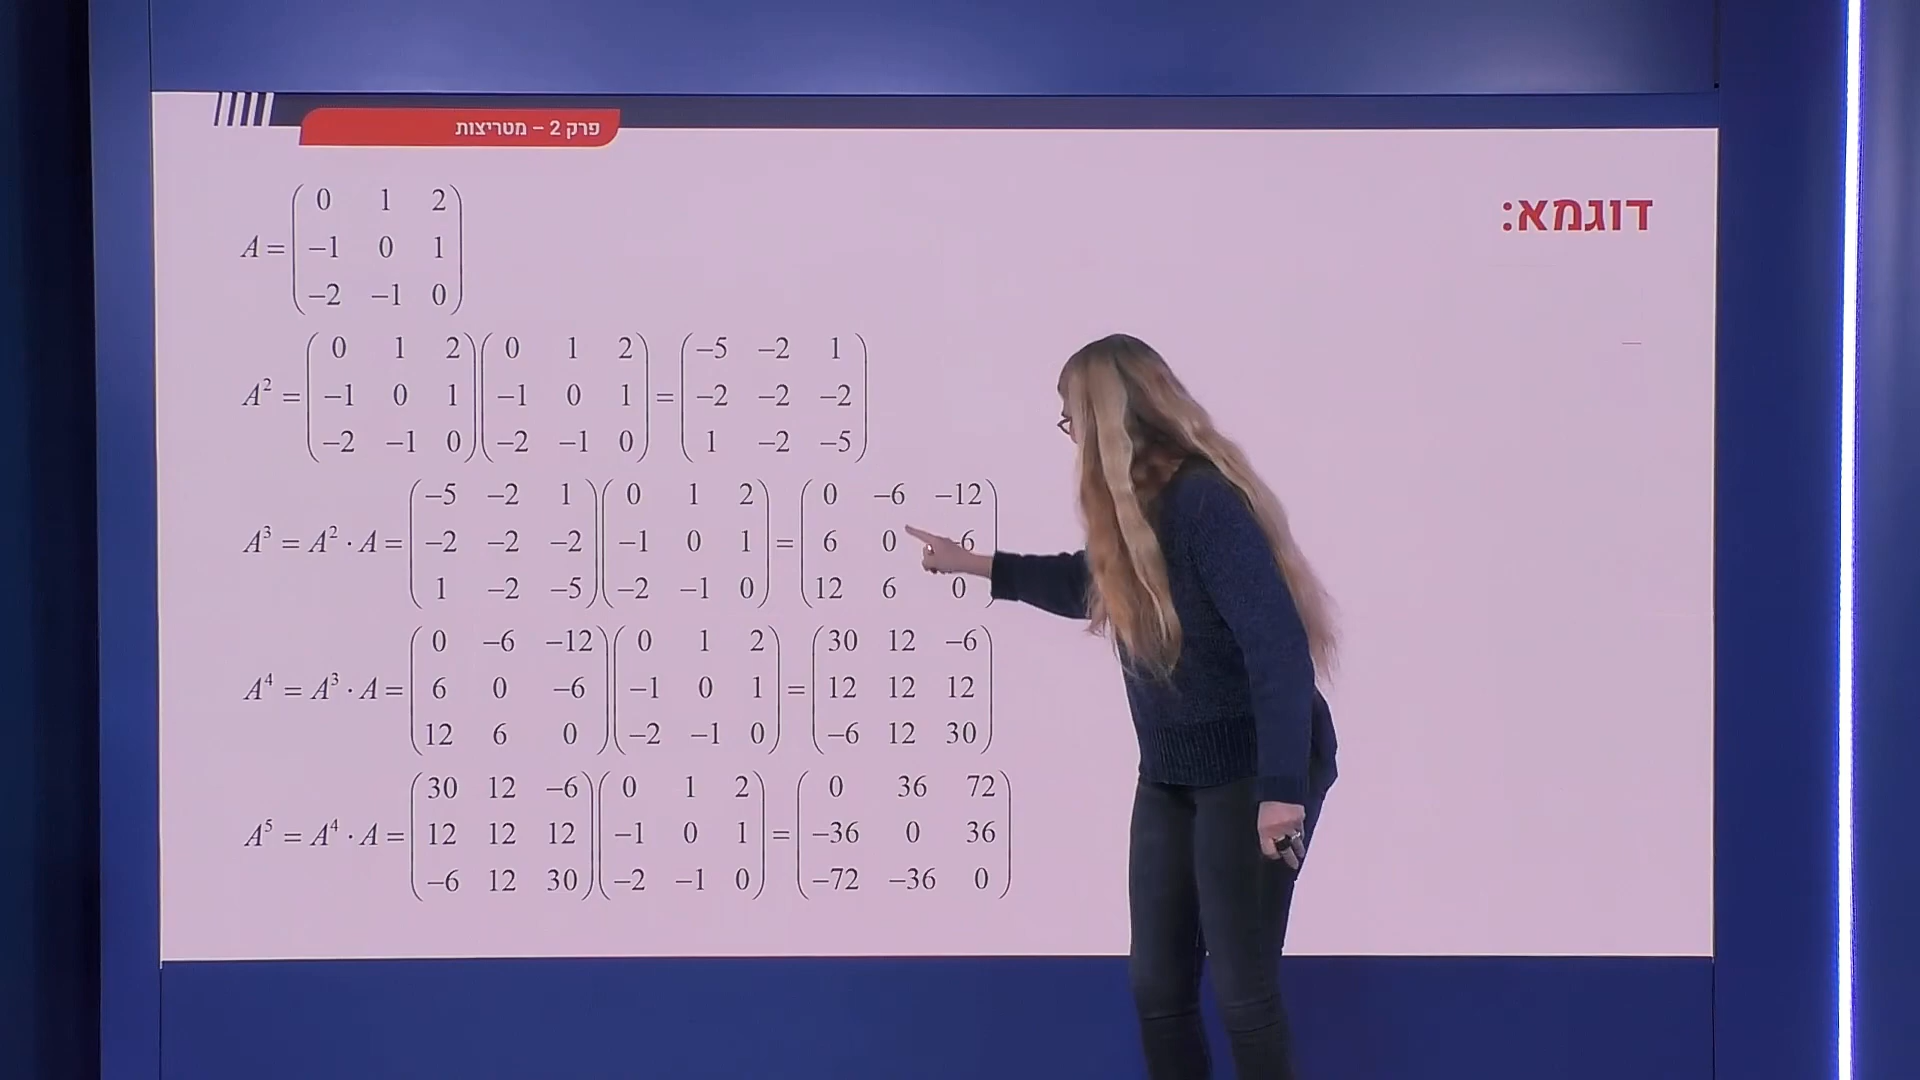 פרק 2 – מטריצות
דוגמא:
A = ( 0 1 2
–1 0 1
–2 –1 0 )
A² = ( 0 1 2 ) ( 0 1 2 ) = ( –5 –2 1 )
( –1 0 1 ) ( –1 0 1 ) ( –2 –2 –2 )
( –2 –1 0 ) ( –2 –1 0 ) ( 1 –2 –5 )
A³ = A² · A = ( –5 –2 1 ) ( 0 1 2 ) = ( 0 –6 –12 )
( –2 –2 –2 ) ( –1 0 1 ) ( 6 0 –6 )
( 1 –2 –5 ) ( –2 –1 0 ) ( 12 6 0 )
A⁴ = A³ · A = ( 0 –6 –12 ) ( 0 1 2 ) = ( 30 12 –6 )
( 6 0 –6 ) ( –1 0 1 ) ( 12 12 12 )
( 12 6 0 ) ( –2 –1 0 ) ( –6 12 30 )
A⁵ = A⁴ · A = ( 30 12 –6 ) ( 0 1 2 ) = ( 0 36 72 )
( 12 12 12 ) ( –1 0 1 ) ( –36 0 36 )
( –6 12 30 ) ( –2 –1 0 ) ( –72 –36 0 )